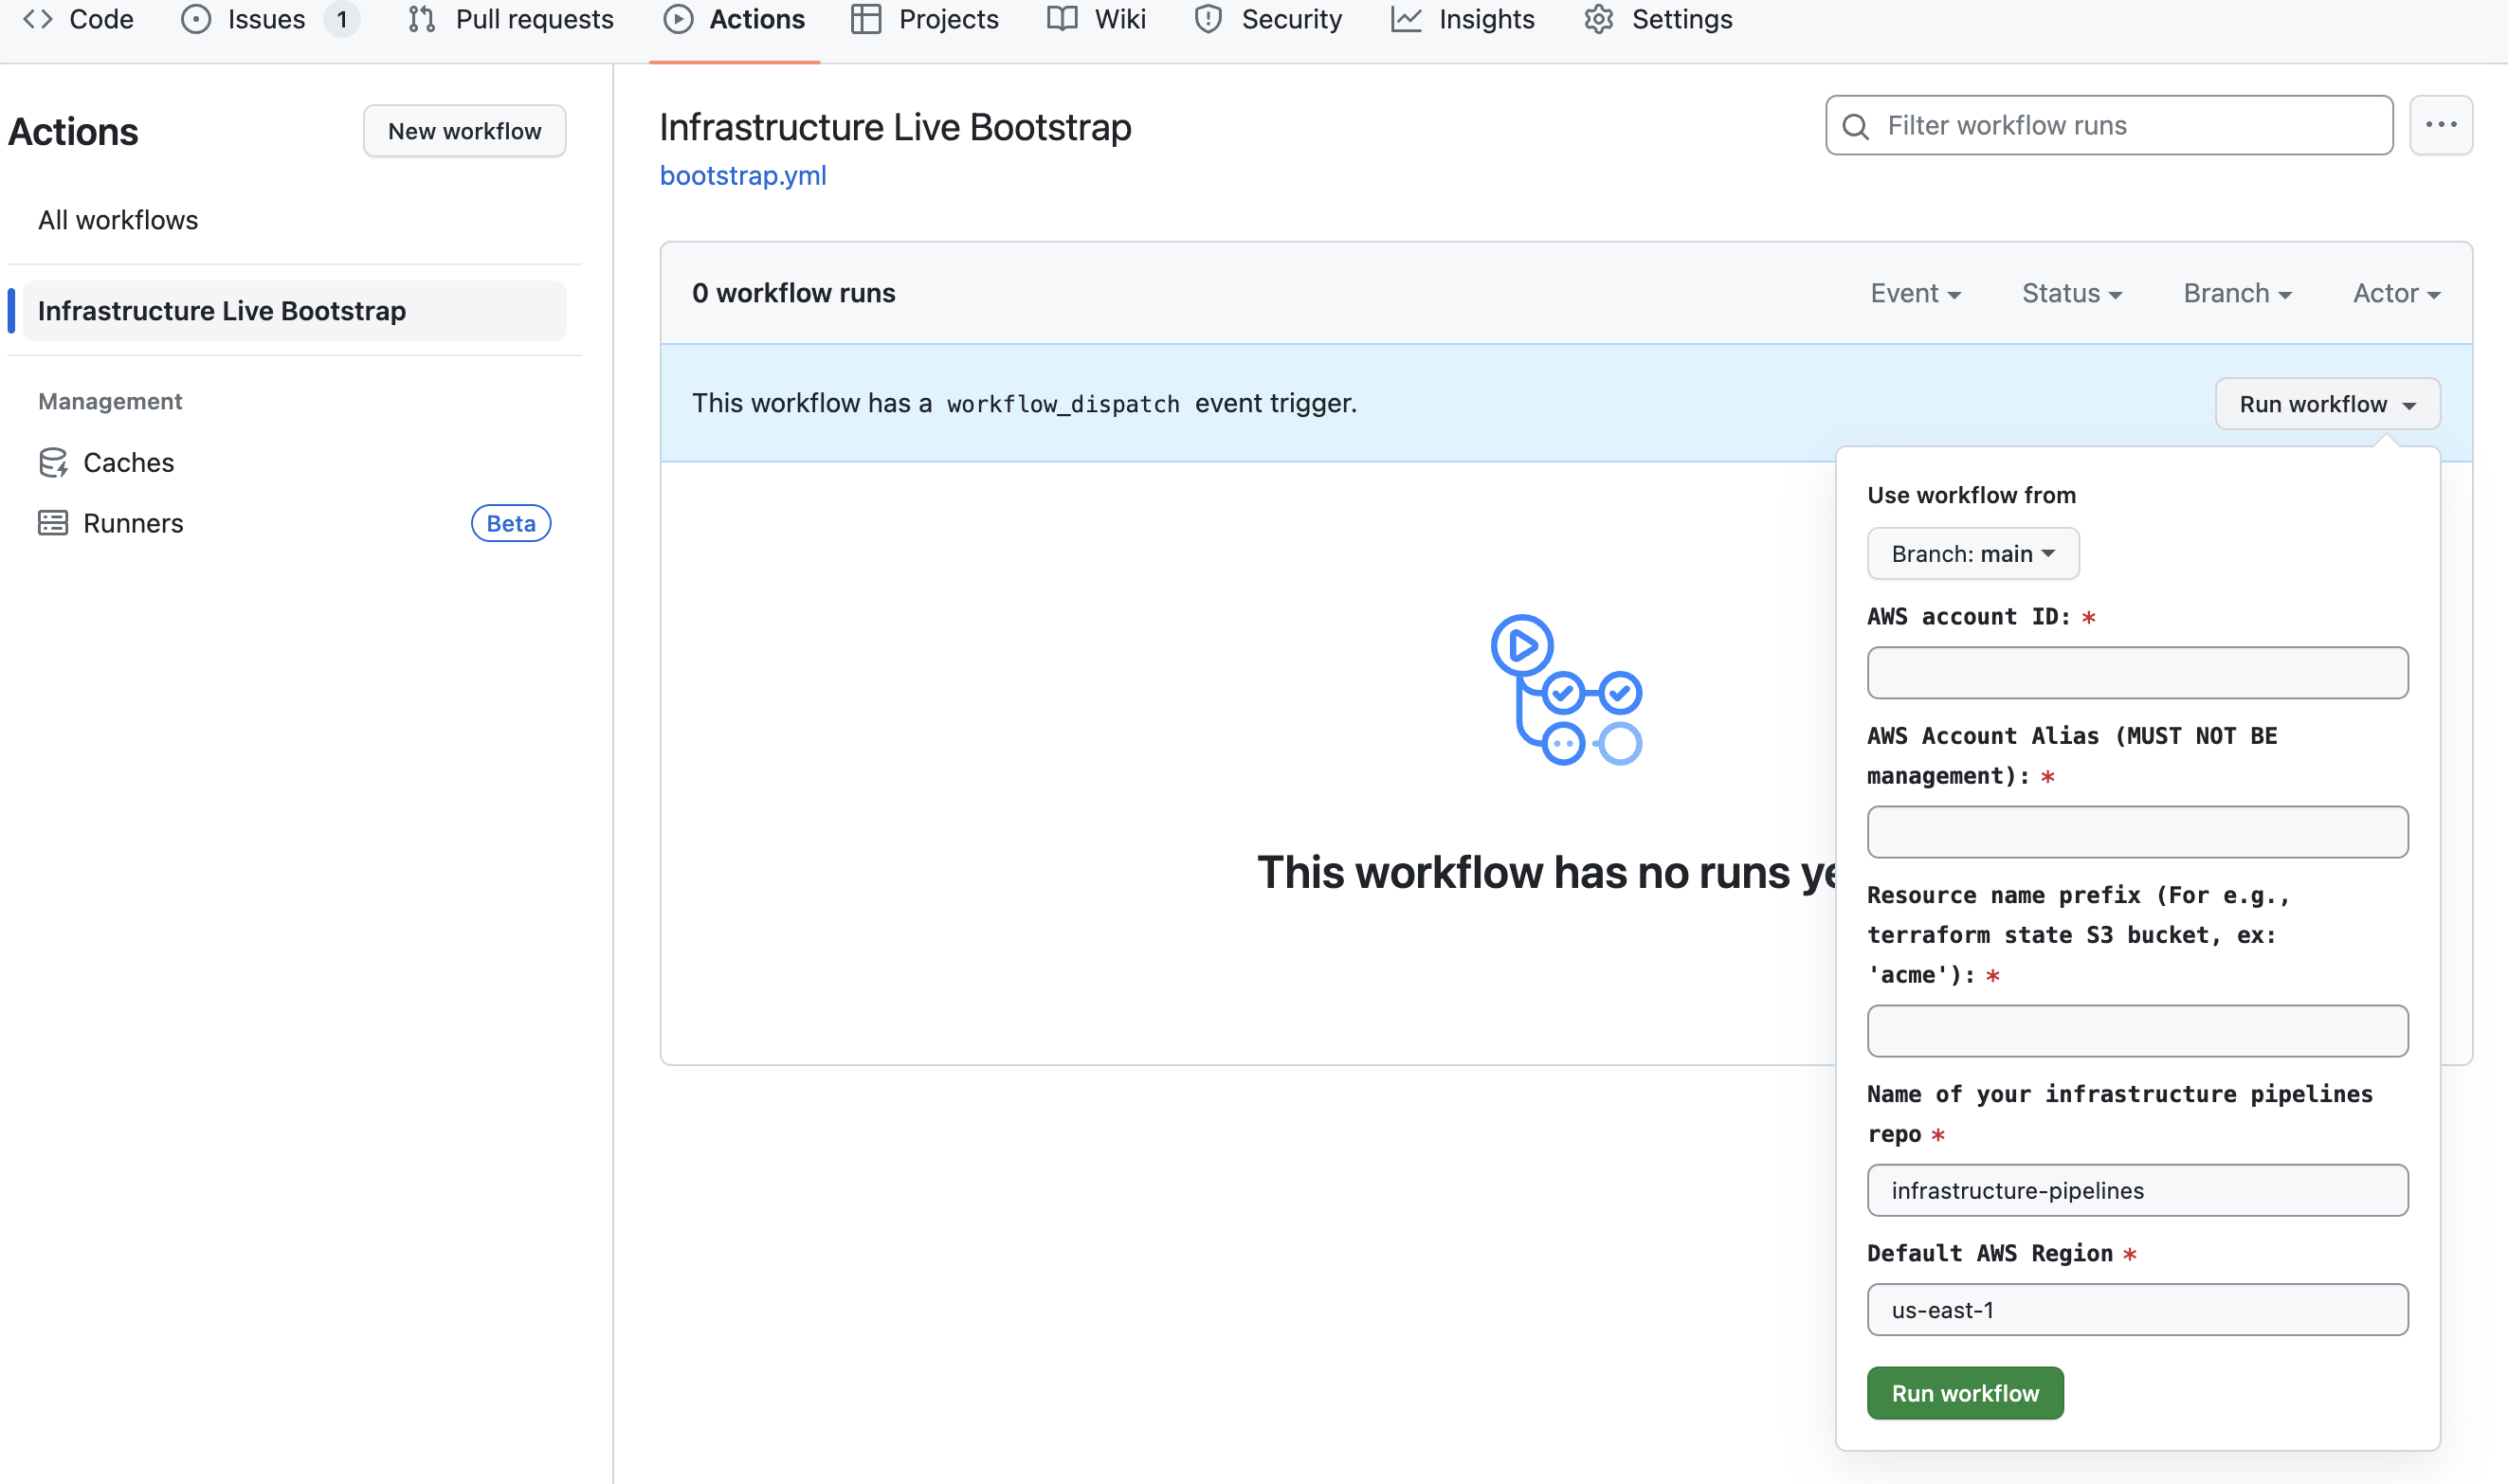 Code Issues 1 Pull requests Actions Projects Wiki Security Insights Settings
Actions
New workflow
All workflows
Infrastructure Live Bootstrap
Management
Caches
Runners Beta
Infrastructure Live Bootstrap
bootstrap.yml
Filter workflow runs
0 workflow runs
Event Status Branch Actor
This workflow has a workflow_dispatch event trigger.
Run workflow
This workflow has no runs ye
Use workflow from
Branch: main
AWS account ID: *
AWS Account Alias (MUST NOT BE
management): *
Resource name prefix (For e.g.,
terraform state S3 bucket, ex:
'acme'): *
Name of your infrastructure pipelines
repo *
infrastructure-pipelines
Default AWS Region *
us-east-1
Run workflow